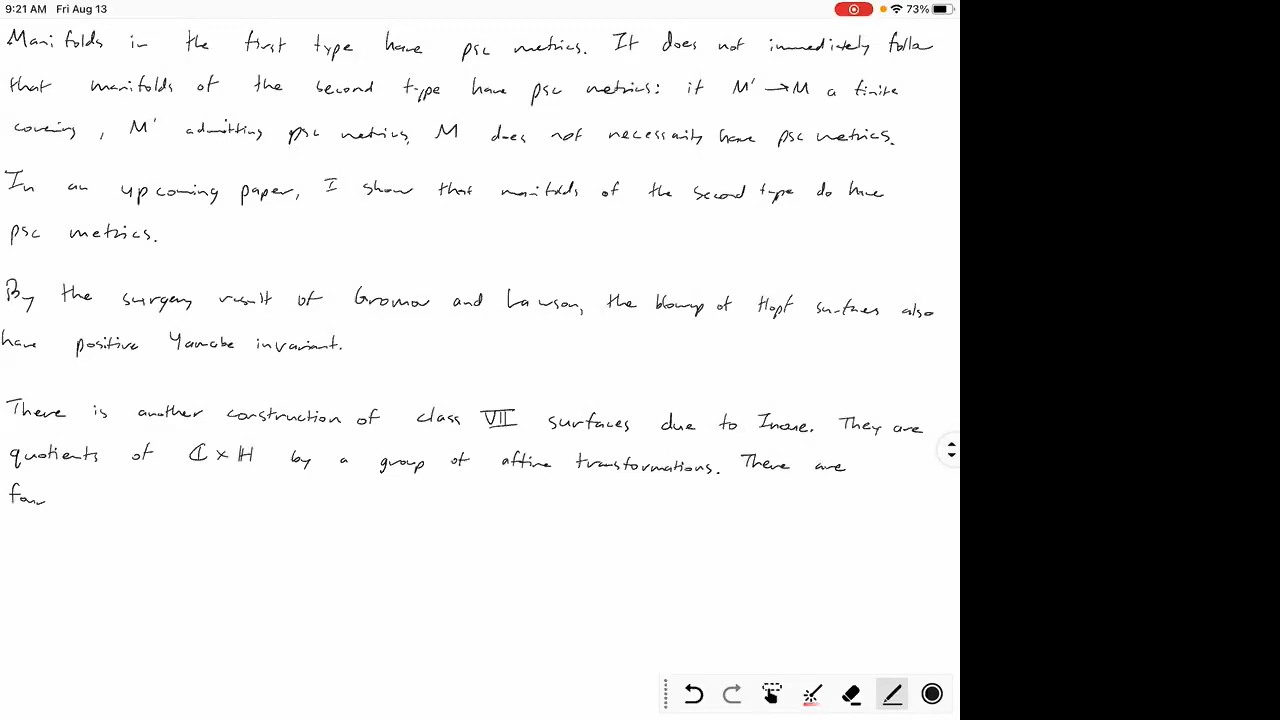 9:21 AM Fri Aug 13
73%
Manifolds in the first type have psc metrics. It does not immediately follow
that manifolds of the second type have psc metrics: if M' → M a finite
covering, M' admitting psc metrics, M does not necessarily have psc metrics.
In an upcoming paper, I show that manifolds of the second type do have
psc metrics.
By the surgery result of Gromov and Lawson, the blowup of Hopf surfaces also
have positive Yamabe invariant.
There is another construction of class VII surfaces due to Inoue. They are
quotients of ℂ × ℍ by a group of affine transformations. There are
four